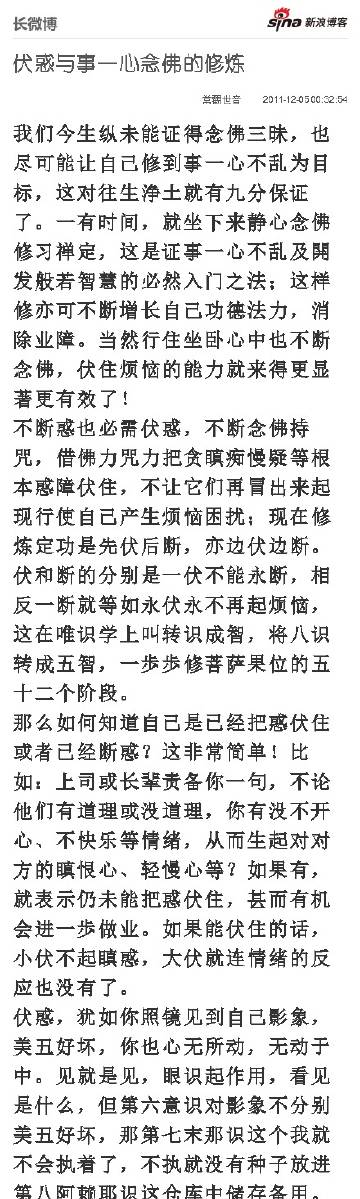 长微博
sina 新浪博客
伏惑与事一心念佛的修炼
觉翻世音 2011-12-05 00:32:54
我们今生纵未能证得念佛三昧，也
尽可能让自己修到事一心不乱为目
标，这对往生净土就有九分保证
了。一有时间，就坐下来静心念佛
修习禅定，这是证事一心不乱及開
发般若智慧的必然入门之法；这样
修亦可不断增长自己功德法力，消
除业障。当然行住坐卧心中也不断
念佛，伏住烦恼的能力就来得更显
著更有效了！
不断惑也必需伏惑，不断念佛持
咒，借佛力咒力把贪瞋痴慢疑等根
本惑障伏住，不让它们再冒出来起
现行使自己产生烦恼困扰；现在修
炼定功是先伏后断，亦边伏边断。
伏和断的分别是一伏不能永断，相
反一断就等如永伏永不再起烦恼，
这在唯识学上叫转识成智，将八识
转成五智，一步步修菩萨果位的五
十二个阶段。
那么如何知道自己是已经把惑伏住
或者已经断惑？这非常简单！比
如：上司或长辈责备你一句，不论
他们有道理或没道理，你有没不开
心、不快乐等情绪，从而生起对对
方的瞋恨心、轻慢心等？如果有，
就表示仍未能把惑伏住，甚而有机
会进一步做业。如果能伏住的话，
小伏不起瞋惑，大伏就连情绪的反
应也没有了。
伏惑，犹如你照镜见到自己影象，
美丑好坏，你也心无所动，无动于
中。见就是见，眼识起作用，看见
是什么，但第六意识对影象不分别
美丑好坏，那第七末那识这个我就
不会执着了，不执就没有种子放进
第八阿赖耶识这仓库中储存备用。